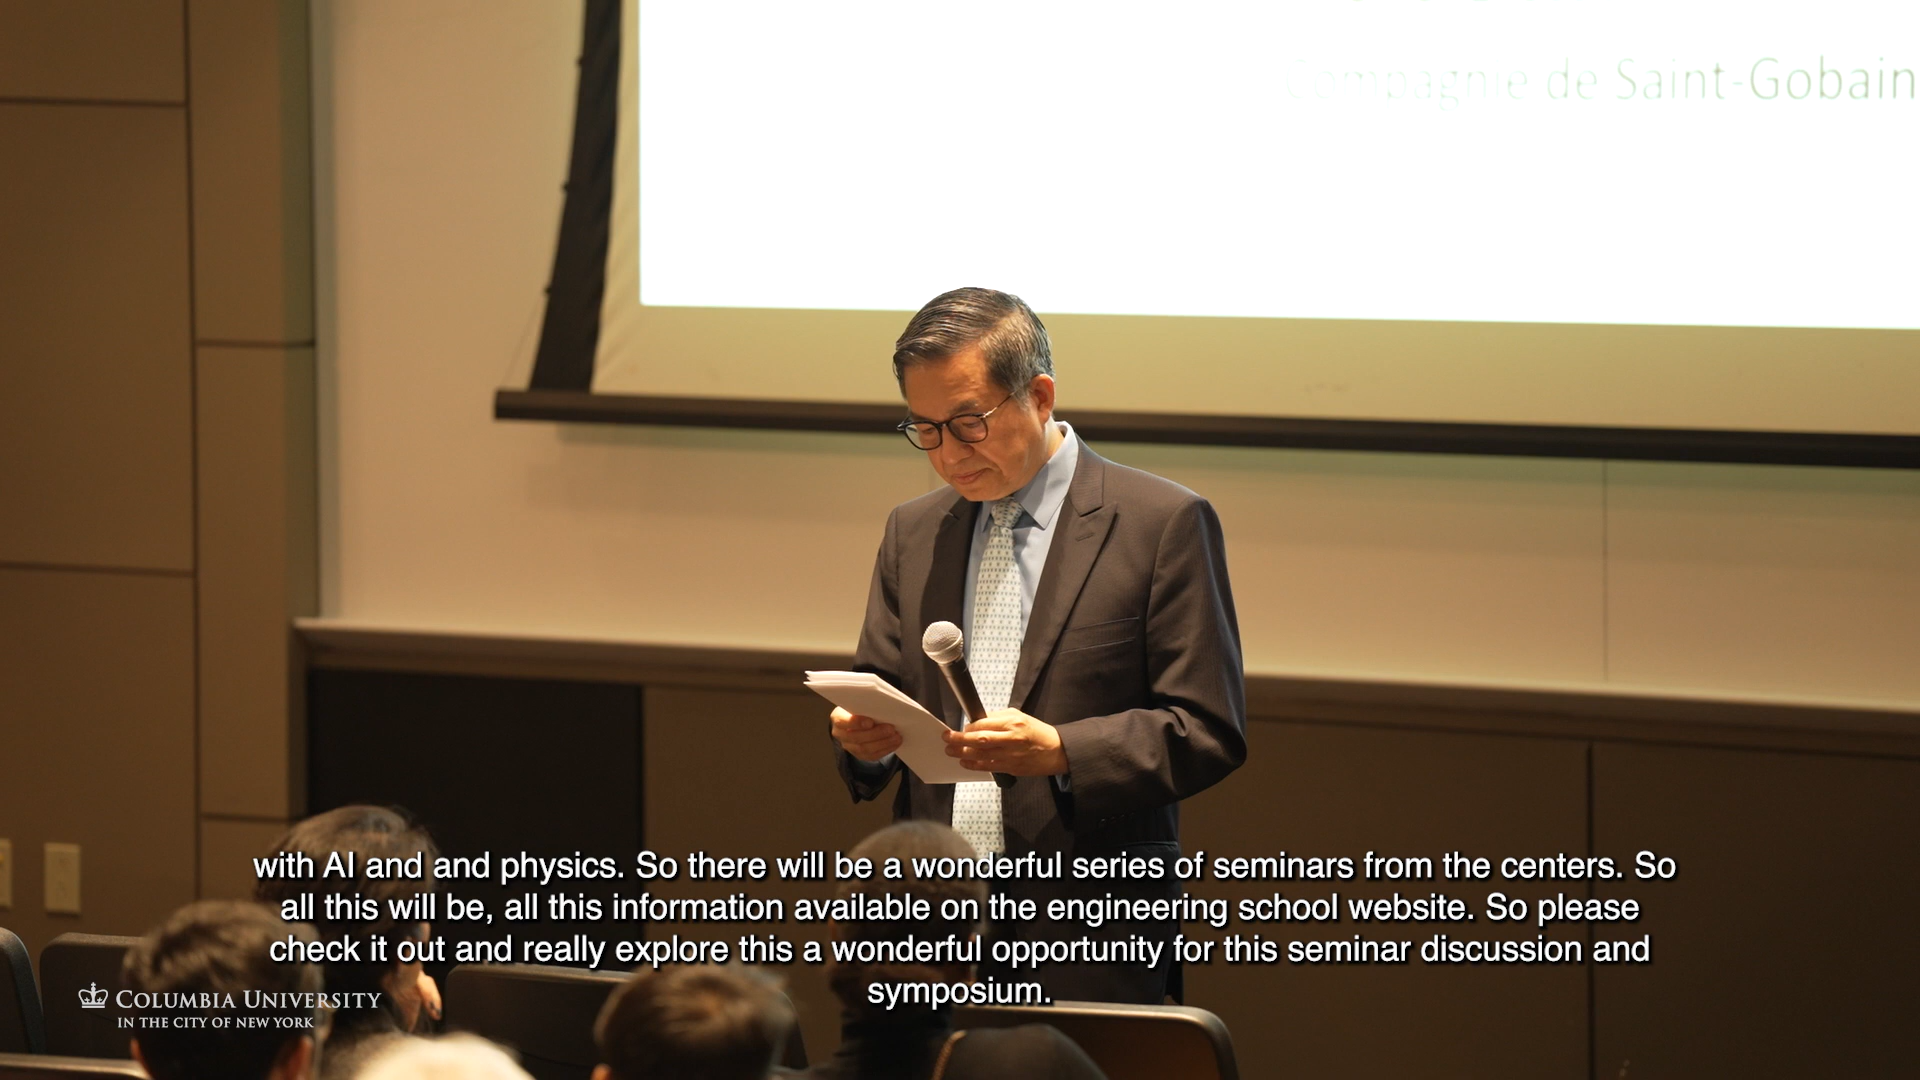 Compagnie de Saint-Gobain
with AI and and physics. So there will be a wonderful series of seminars from the centers. So
all this will be, all this information available on the engineering school website. So please
check it out and really explore this a wonderful opportunity for this seminar discussion and
symposium.
COLUMBIA UNIVERSITY
IN THE CITY OF NEW YORK